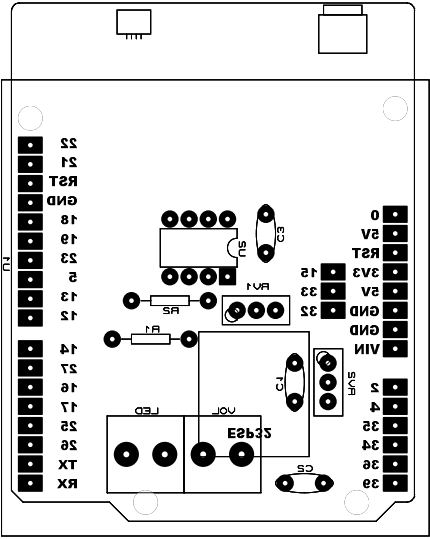 22
21
RST
GND
18
19
23
5
13
12
14
27
16
17
25
26
TX
RX
U1
U2
C3
R2
RV1
R1
C1
RV2
LED
VOL
ESP32
C2
15
33
32
0
5V
RST
3V3
5V
GND
GND
VIN
2
4
35
34
36
39